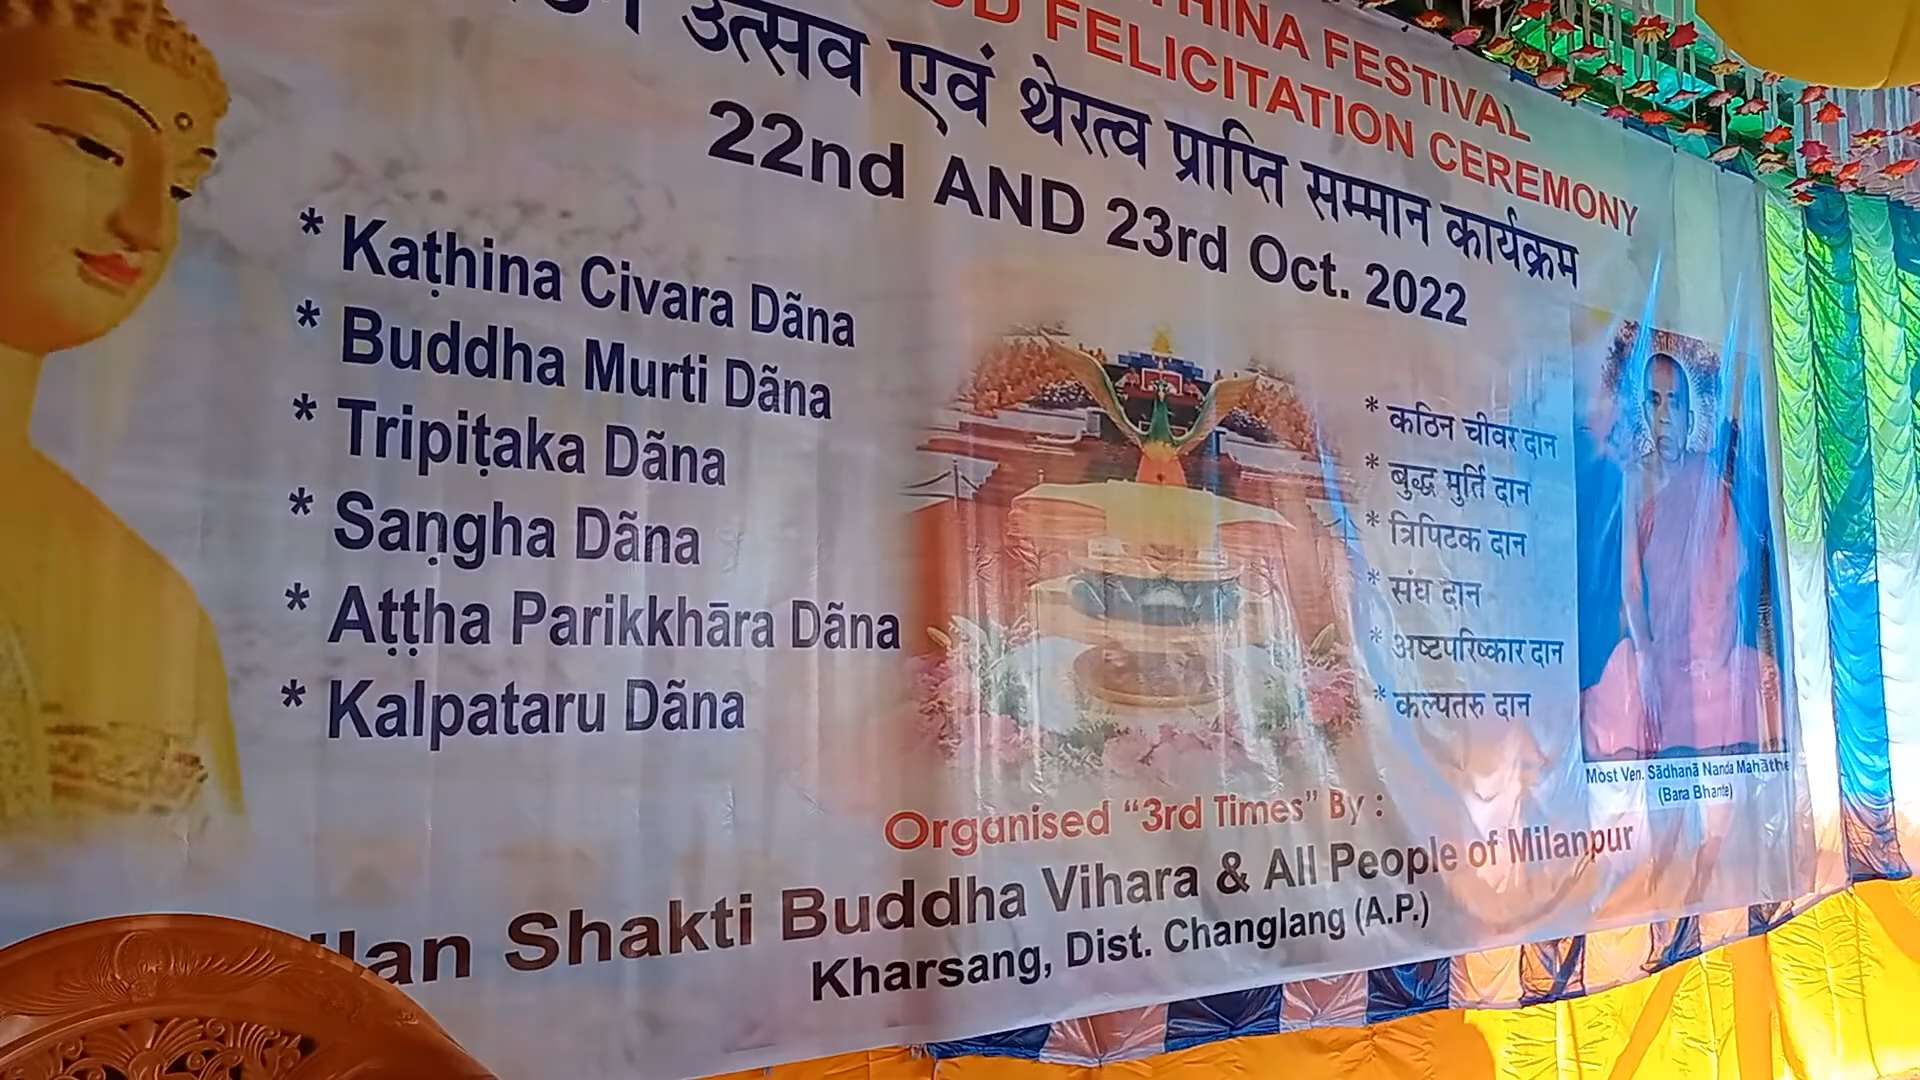 FESTIVAL
FELICITATION CEREMONY
उत्सव एवं थेरत्व प्राप्ति सम्मान कार्यक्रम
22nd AND 23rd Oct. 2022
* Kaṭhina Civara Dãna
* Buddha Murti Dãna
* Tripiṭaka Dãna
* Saṇgha Dãna
* Aṭṭha Parikkhāra Dãna
* Kalpataru Dãna
* कठिन चीवर दान
* बुद्ध मुर्ति दान
* त्रिपिटक दान
* संघ दान
* अष्टपरिष्कार दान
* कल्पतरु दान
Most Ven. Sādhanā Nanda
(Bara Bhante)
Organised “3rd Times” By :
Shakti Buddha Vihara & All People of Milanpur
Kharsang, Dist. Changlang (A.P.)